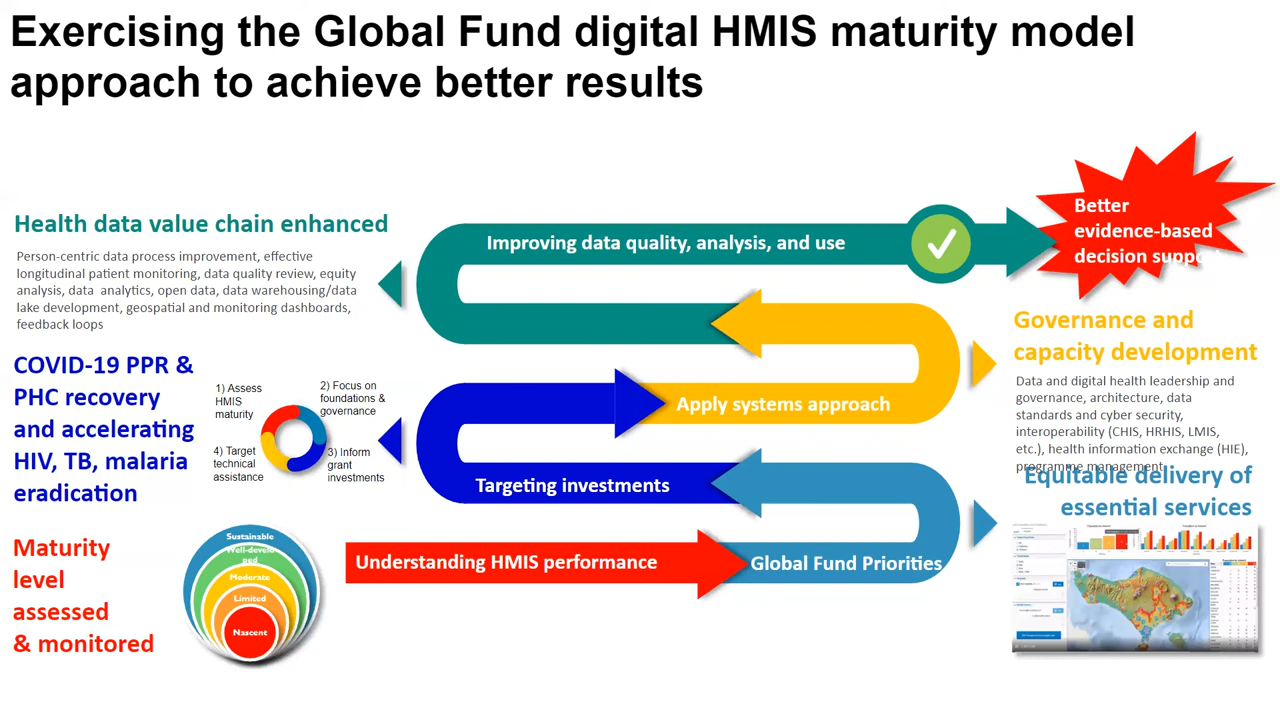 Exercising the Global Fund digital HMIS maturity model
approach to achieve better results
Health data value chain enhanced
Person-centric data process improvement, effective
longitudinal patient monitoring, data quality review, equity
analysis, data analytics, open data, data warehousing/data
lake development, geospatial and monitoring dashboards,
feedback loops
Improving data quality, analysis, and use
Better
evidence-based
decision suppo
Governance and
capacity development
Data and digital health leadership and
governance, architecture, data
standards and cyber security,
interoperability (CHIS, HRHIS, LMIS,
etc.), health information exchange (HIE),
programme management
COVID-19 PPR &
PHC recovery
and accelerating
HIV, TB, malaria
eradication
1) Assess
HMIS
maturity
2) Focus on
foundations &
governance
4) Target
technical
assistance
3) Inform
grant
investments
Apply systems approach
Targeting investments
Equitable delivery of
essential services
Maturity
level
assessed
& monitored
Sustainable
Well-develo
ped
Moderate
Limited
Nascent
Understanding HMIS performance
Global Fund Priorities